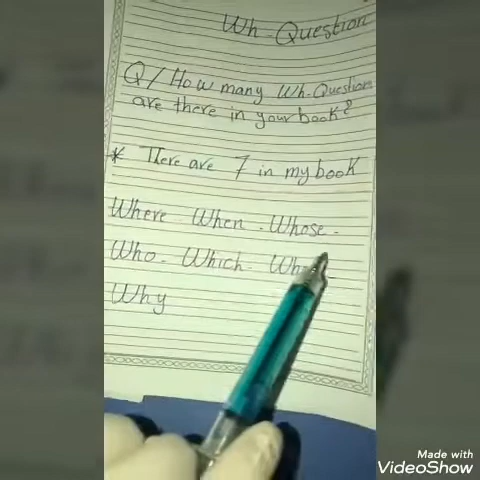 Wh-Question
Q/How many Wh-Question
are there in your book?
* There are 7 in my book
Where When - Whose -
Who - Which -
Why
Made with
VideoShow